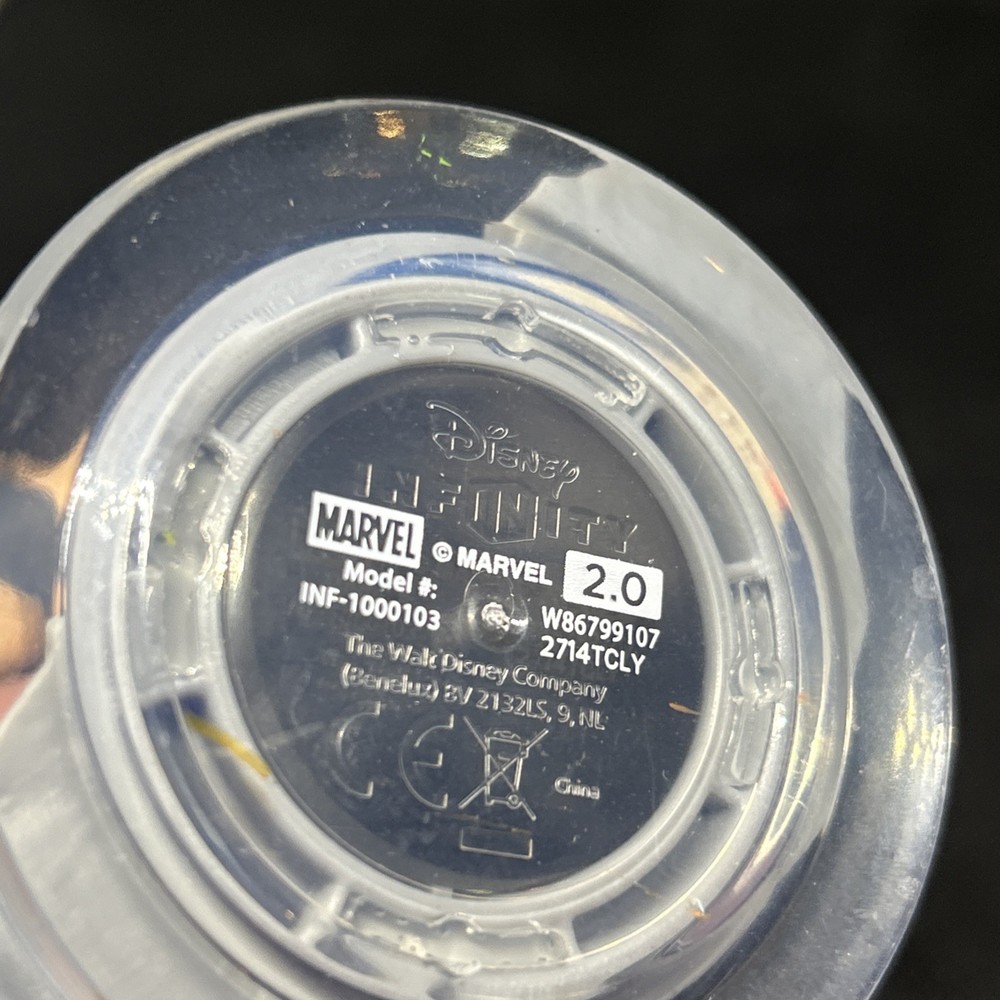 Disney
INFINITY
MARVEL © MARVEL 2.0
Model #:
INF-1000103
W86799107
2714TCLY
The Walt Disney Company
(Benelux) BV 2132LS, 9, NL
CE
China